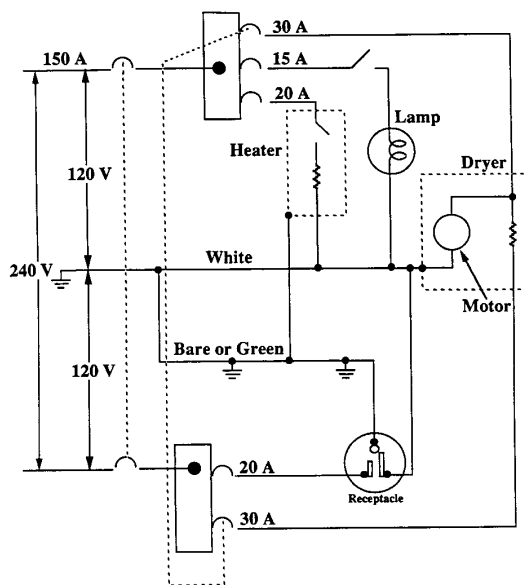 30 A
150 A
15 A
20 A
Lamp
Heater
Dryer
120 V
White
240 V
Motor
Bare or Green
120 V
20 A
Receptacle
30 A